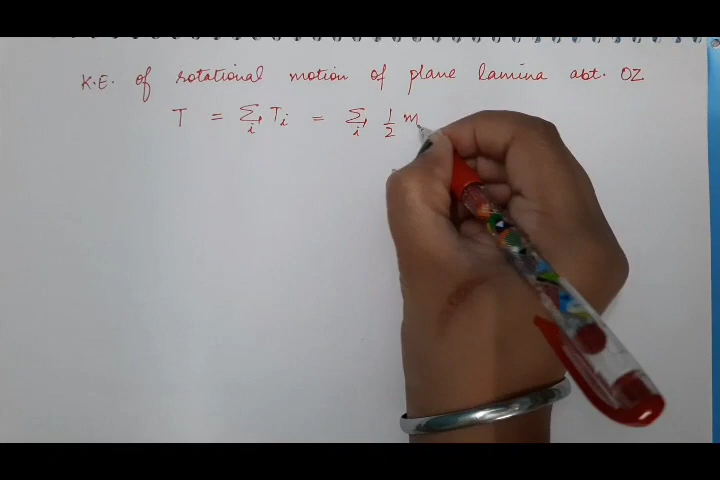 K.E. of rotational motion of plane lamina abt. OZ
T = Σᵢ Tᵢ = Σᵢ 1/2 m